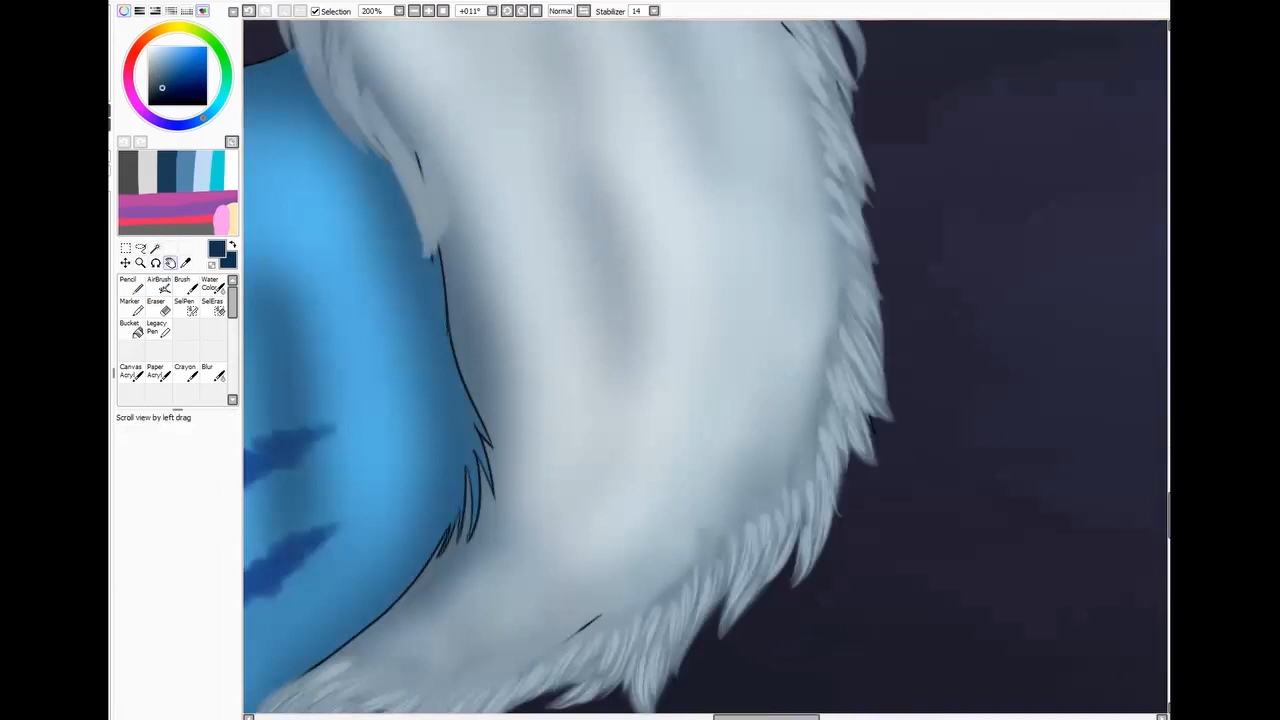 Selection 200% +011° Normal Stabilizer 14
Pencil AirBrush Brush Water
Color
Marker Eraser SelPen SelEras
Bucket Legacy
Pen
Canvas Paper Crayon Blur
Acryl Acryl
Scroll view by left drag